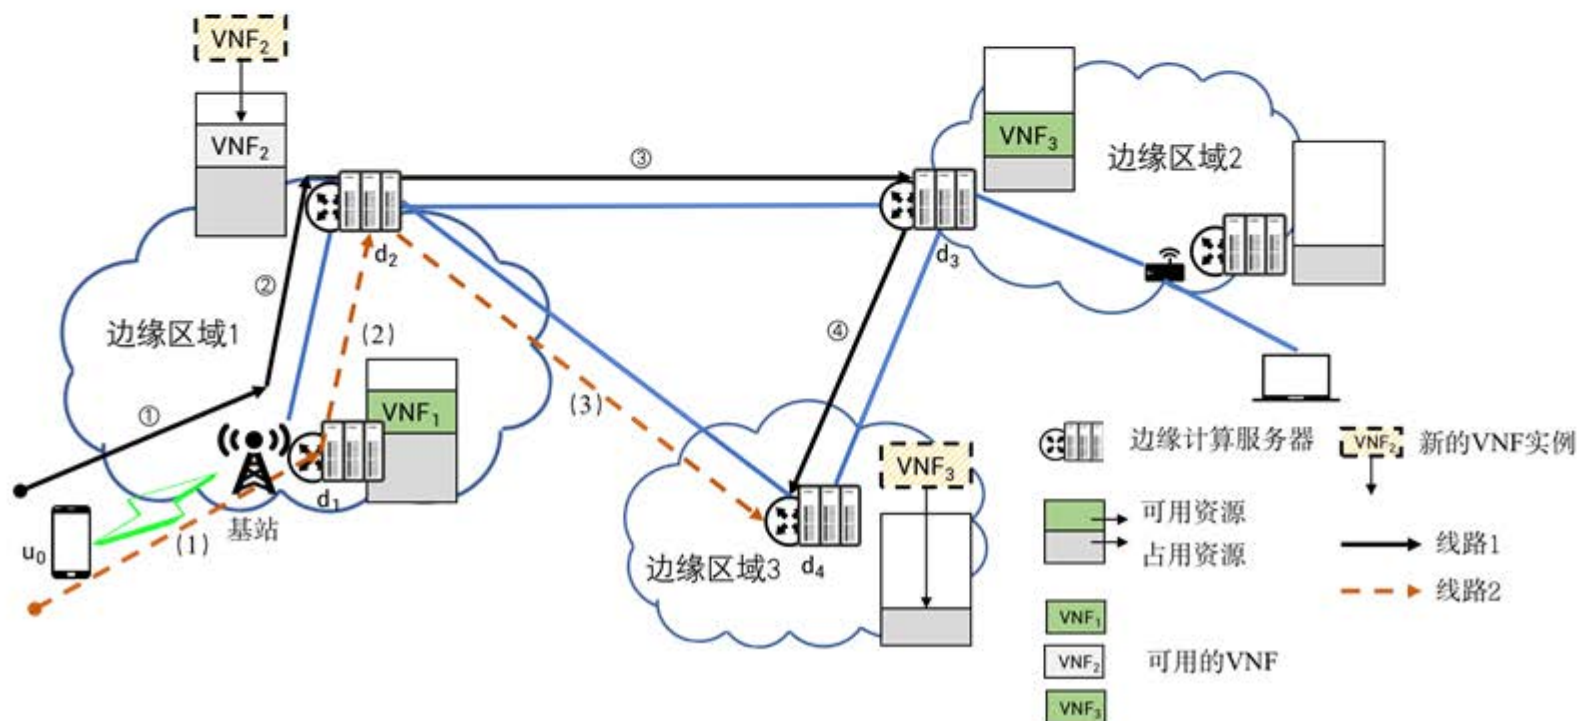 VNF₂
VNF₂
VNF₃
边缘区域2
③
d₂
d₃
②
边缘区域1
(2)
④
①
(3)
VNF₁
d₁
u₀
(1)
基站
VNF₃
边缘区域3
d₄
边缘计算服务器
VNF₂
新的VNF实例
可用资源
占用资源
线路1
线路2
VNF₁
VNF₂
可用的VNF
VNF₃